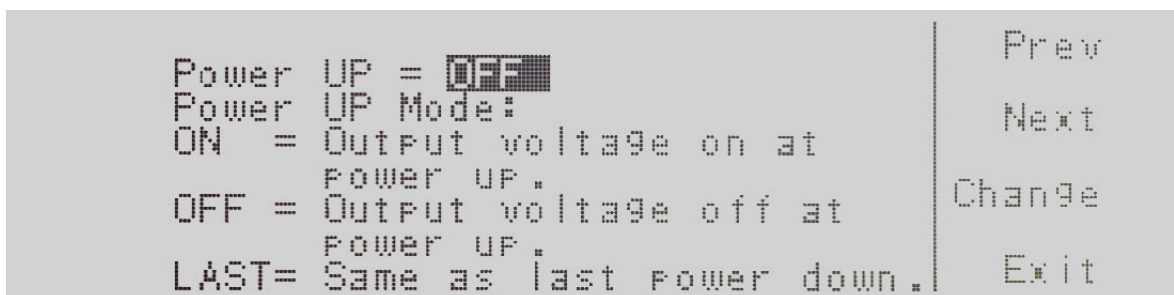 Power UP = OFF
Power UP Mode:
ON = Output voltage on at
power up.
OFF = Output voltage off at
power up.
LAST= Same as last power down.
Prev
Next
Change
Exit